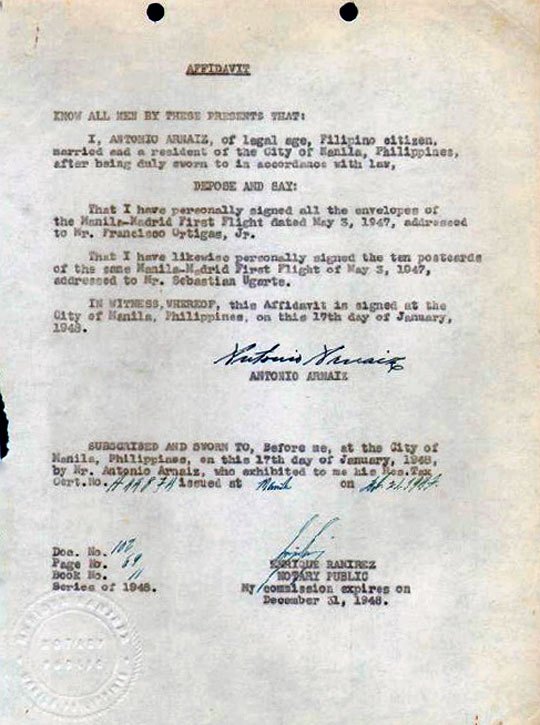 AFFIDAVIT
KNOW ALL MEN BY THESE PRESENTS THAT:
I, ANTONIO ARNAIZ, of legal age, Filipino citizen,
married and a resident of the City of Manila, Philippines,
after being duly sworn to in accordance with law,
DEPOSE AND SAY:
That I have personally signed all the envelopes of
the Manila-Madrid First Flight dated May 3, 1947, addressed
to Mr. Francisco Ortigas, Jr.
That I have likewise personally signed the ten postcards
of the same Manila-Madrid First Flight of May 3, 1947,
addressed to Mr. Sebastian Ugarte.
IN WITNESS WHEREOF, this Affidavit is signed at the
City of Manila, Philippines, on this 17th day of January,
1948.
Antonio Arnaiz
ANTONIO ARNAIZ
SUBSCRIBED AND SWORN TO, Before me, at the City of
Manila, Philippines, on this 17th day of January, 1948,
by Mr. Antonio Arnaiz, who exhibited to me his Res.Tax
Cert.No. issued at Manila on
Doc. No. 102
Page No. 69
Book No. 11
Series of 1948.
ENRIQUE RAMIREZ
NOTARY PUBLIC
My commission expires on
December 31, 1948.
NOTARY
PUBLIC